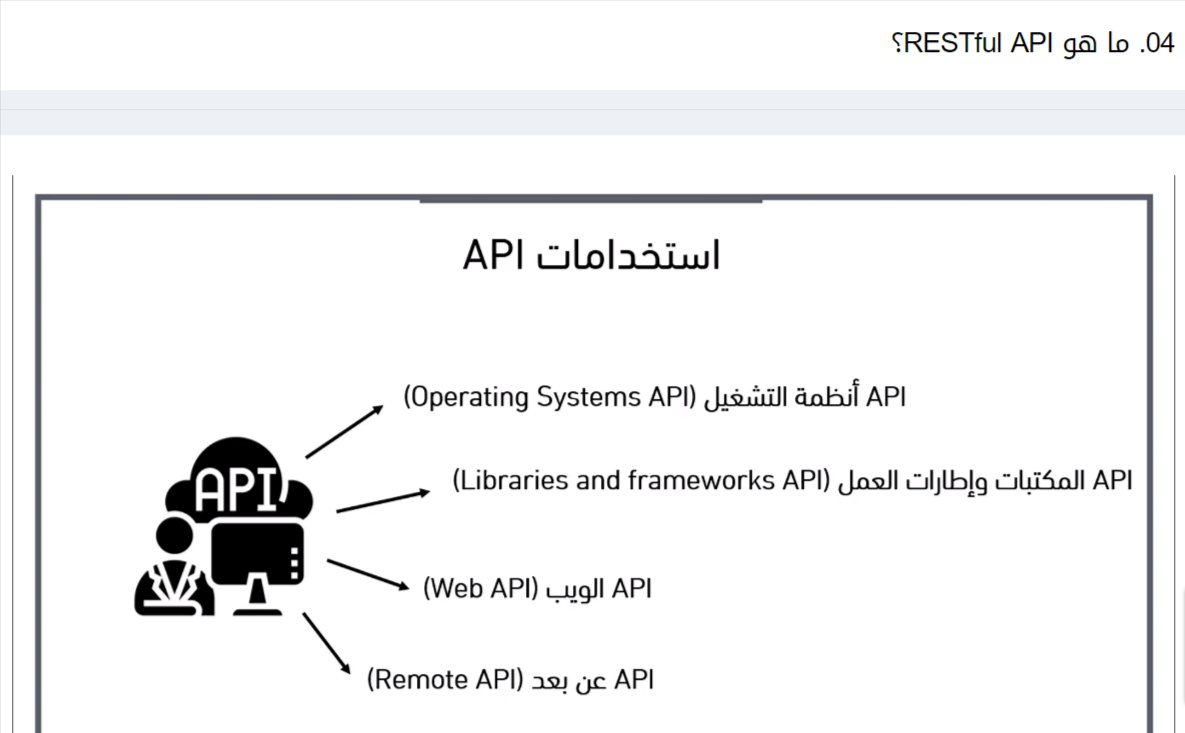 04. ما هو RESTful API؟
استخدامات API
API أنظمة التشغيل (Operating Systems API)
API المكتبات وإطارات العمل (Libraries and frameworks API)
API
API الويب (Web API)
API عن بعد (Remote API)